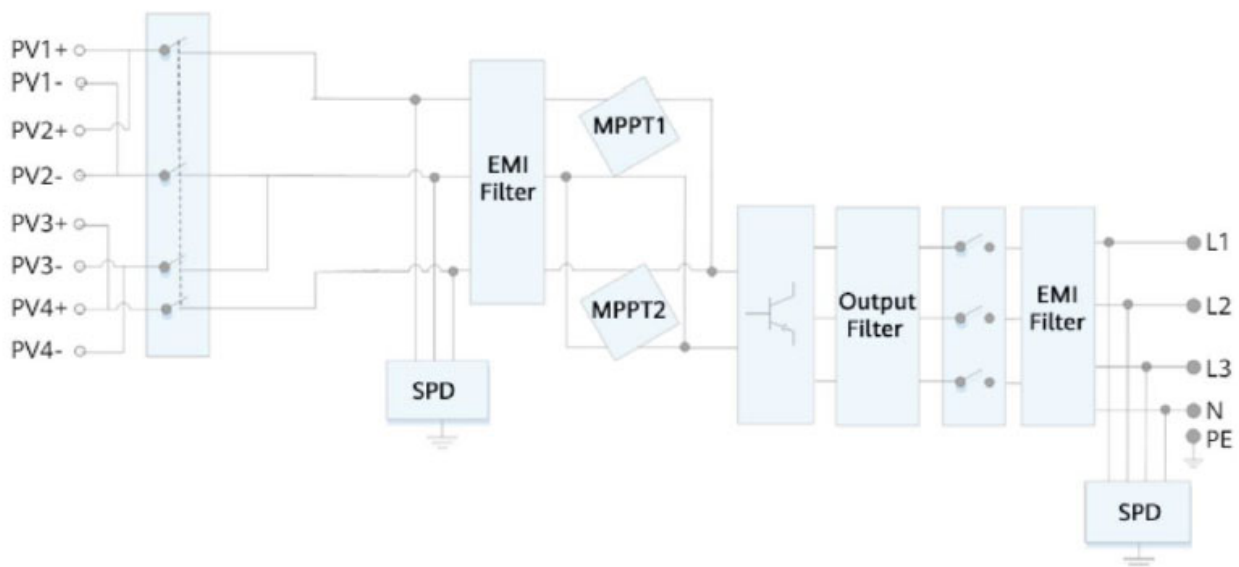 PV1+
PV1-
PV2+
PV2-
PV3+
PV3-
PV4+
PV4-
EMI
Filter
MPPT1
MPPT2
SPD
Output
Filter
EMI
Filter
L1
L2
L3
N
PE
SPD